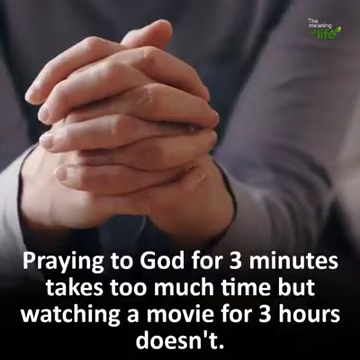 The
meaning
of life
Praying to God for 3 minutes
takes too much time but
watching a movie for 3 hours
doesn't.